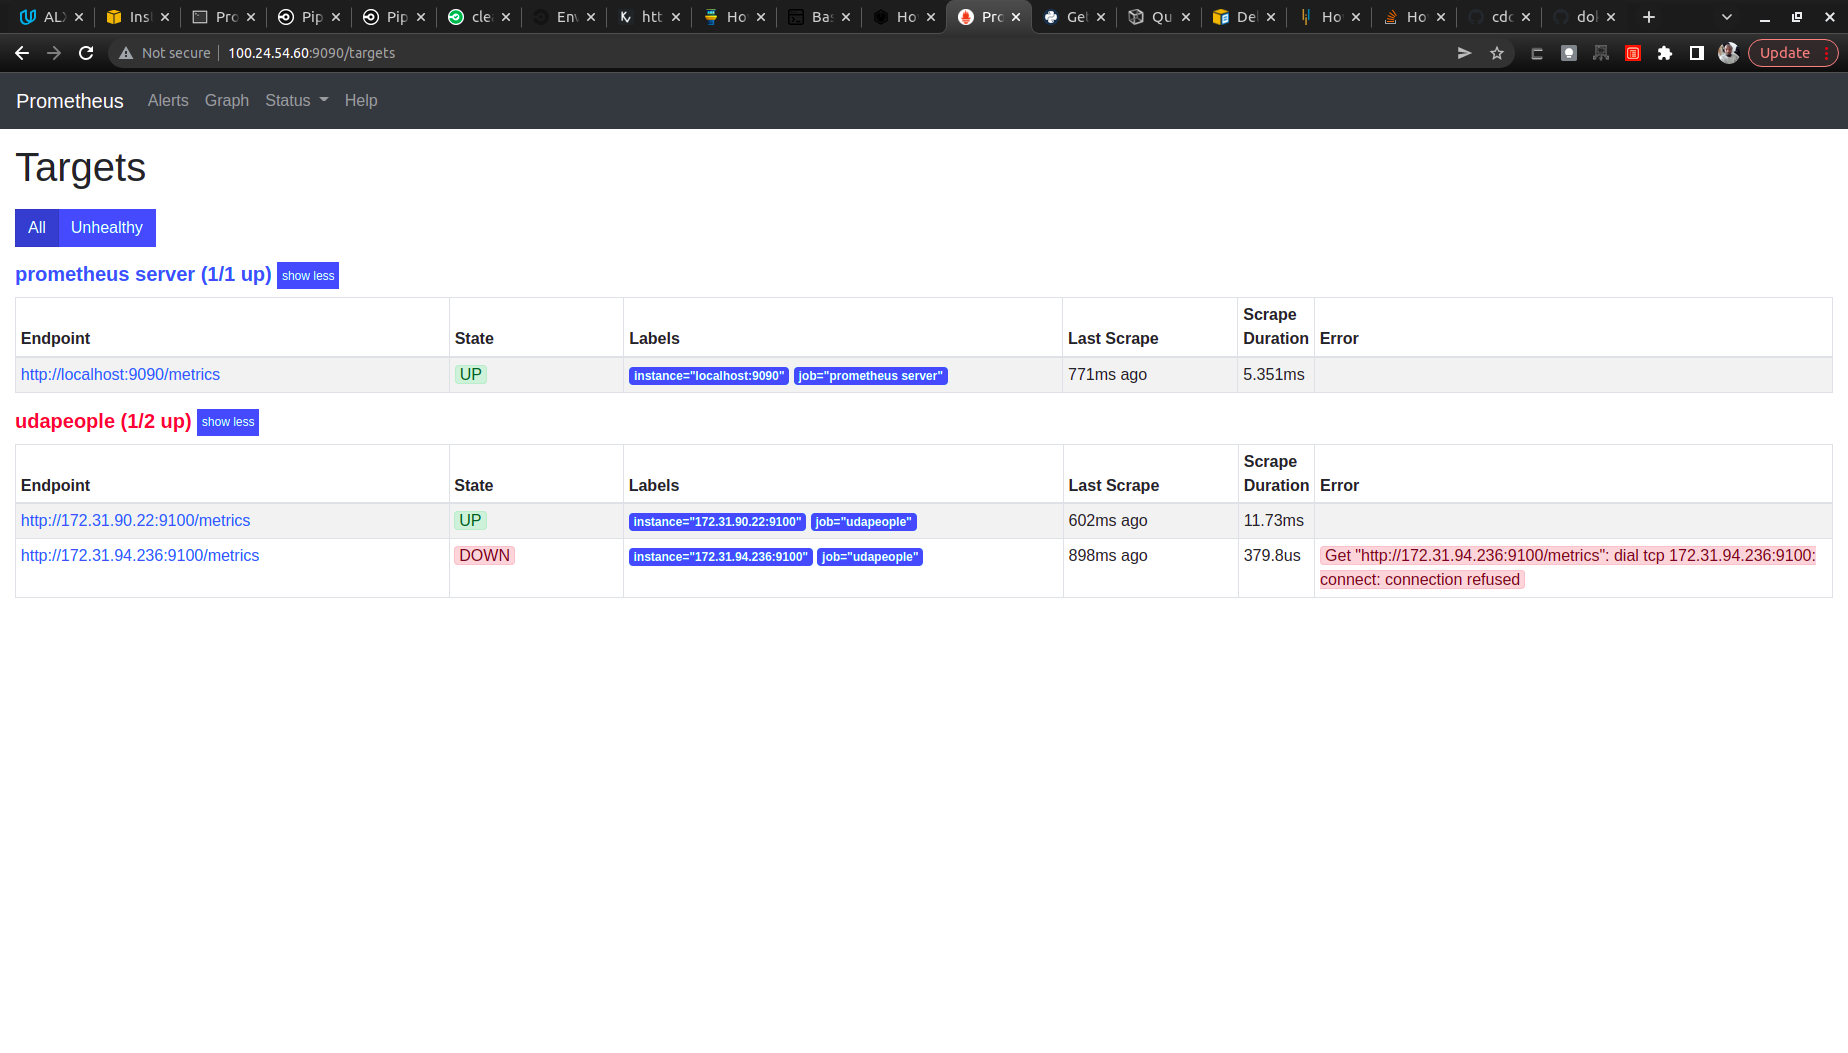 AL Ins Pro Pip Pip cle Env htt Ho Bas Ho Pro Get Qu Del Ho Ho cdc dok
Not secure 100.24.54.60:9090/targets Update
Prometheus Alerts Graph Status Help
Targets
All Unhealthy
prometheus server (1/1 up) show less
Endpoint State Labels Last Scrape Scrape Duration Error
http://localhost:9090/metrics UP instance="localhost:9090" job="prometheus server" 771ms ago 5.351ms
udapeople (1/2 up) show less
Endpoint State Labels Last Scrape Scrape Duration Error
http://172.31.90.22:9100/metrics UP instance="172.31.90.22:9100" job="udapeople" 602ms ago 11.73ms
http://172.31.94.236:9100/metrics DOWN instance="172.31.94.236:9100" job="udapeople" 898ms ago 379.8us Get "http://172.31.94.236:9100/metrics": dial tcp 172.31.94.236:9100:
connect: connection refused